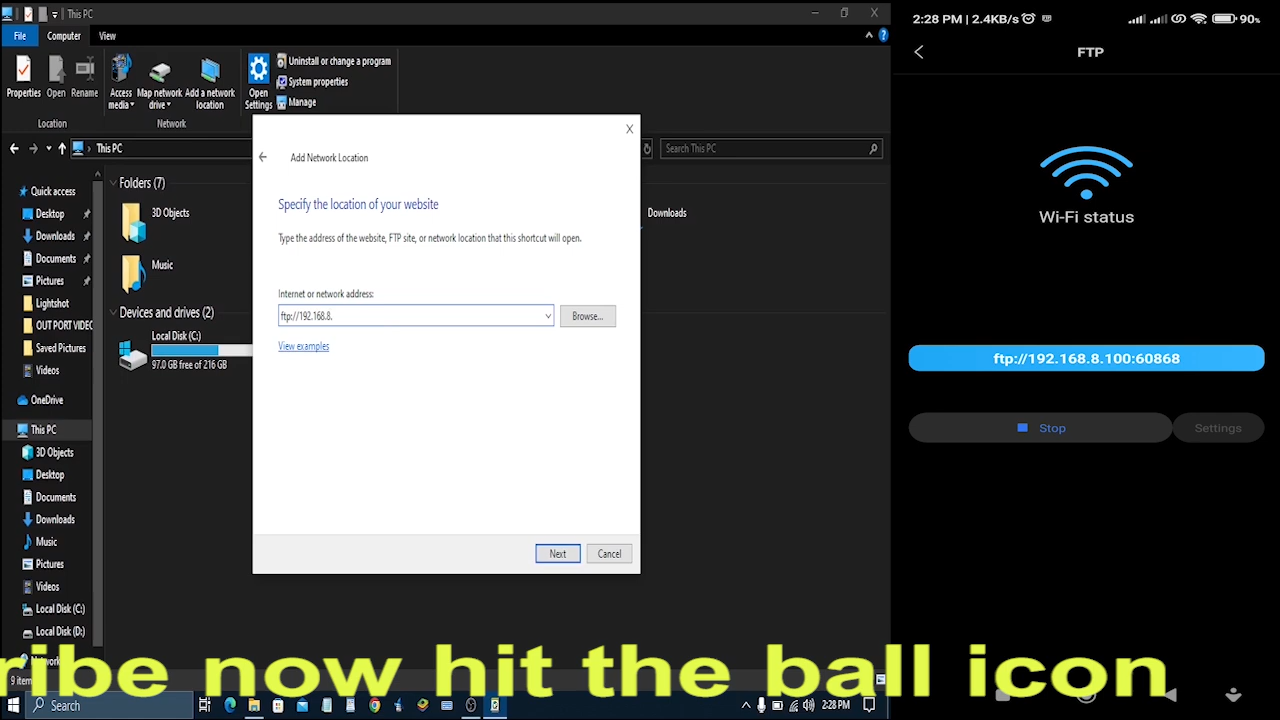 This PC
File
Computer
View
Properties
Open
Rename
Access media
Map network drive
Add a network location
Open Settings
Uninstall or change a program
System properties
Manage
Location
Network
This PC
Search This PC
Quick access
Desktop
Downloads
Documents
Pictures
Lightshot
OUT PORT VIDEO
Saved Pictures
Videos
OneDrive
This PC
3D Objects
Desktop
Documents
Downloads
Music
Pictures
Videos
Local Disk (C:)
Local Disk (D:)
Folders (7)
3D Objects
Music
Downloads
Devices and drives (2)
Local Disk (C:)
97.0 GB free of 216 GB
Add Network Location
Specify the location of your website
Type the address of the website, FTP site, or network location that this shortcut will open.
Internet or network address:
ftp://192.168.8.
Browse...
View examples
Next
Cancel
X
2:28 PM | 2.4KB/s
90%
FTP
Wi-Fi status
ftp://192.168.8.100:60868
Stop
Settings
ribe now hit the ball icon
Search
2:28 PM